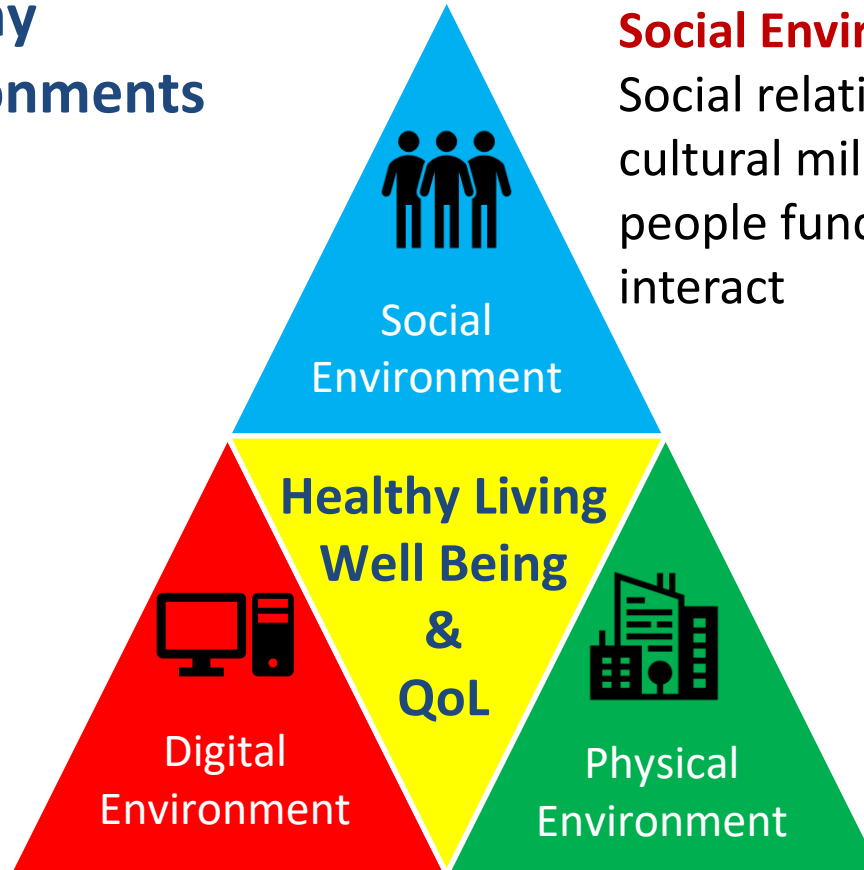 onments
Social
Social relati
cultural mil
people func
interact
Social
Environment
Healthy Living
Well Being
&
QoL
Digital
Environment
Physical
Environment